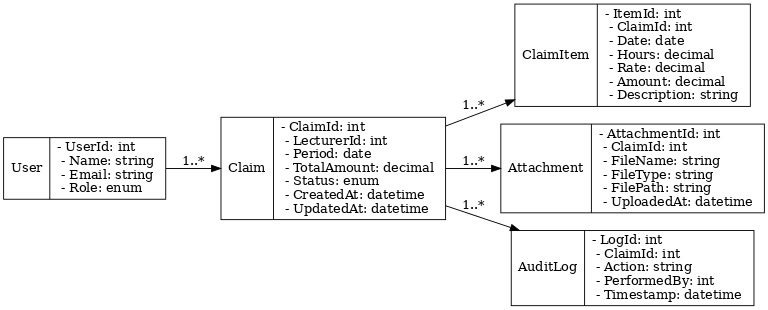 User
- UserId: int
- Name: string
- Email: string
- Role: enum
1..*
Claim
- ClaimId: int
- LecturerId: int
- Period: date
- TotalAmount: decimal
- Status: enum
- CreatedAt: datetime
- UpdatedAt: datetime
1..*
ClaimItem
- ItemId: int
- ClaimId: int
- Date: date
- Hours: decimal
- Rate: decimal
- Amount: decimal
- Description: string
1..*
Attachment
- AttachmentId: int
- ClaimId: int
- FileName: string
- FileType: string
- FilePath: string
- UploadedAt: datetime
1..*
AuditLog
- LogId: int
- ClaimId: int
- Action: string
- PerformedBy: int
- Timestamp: datetime